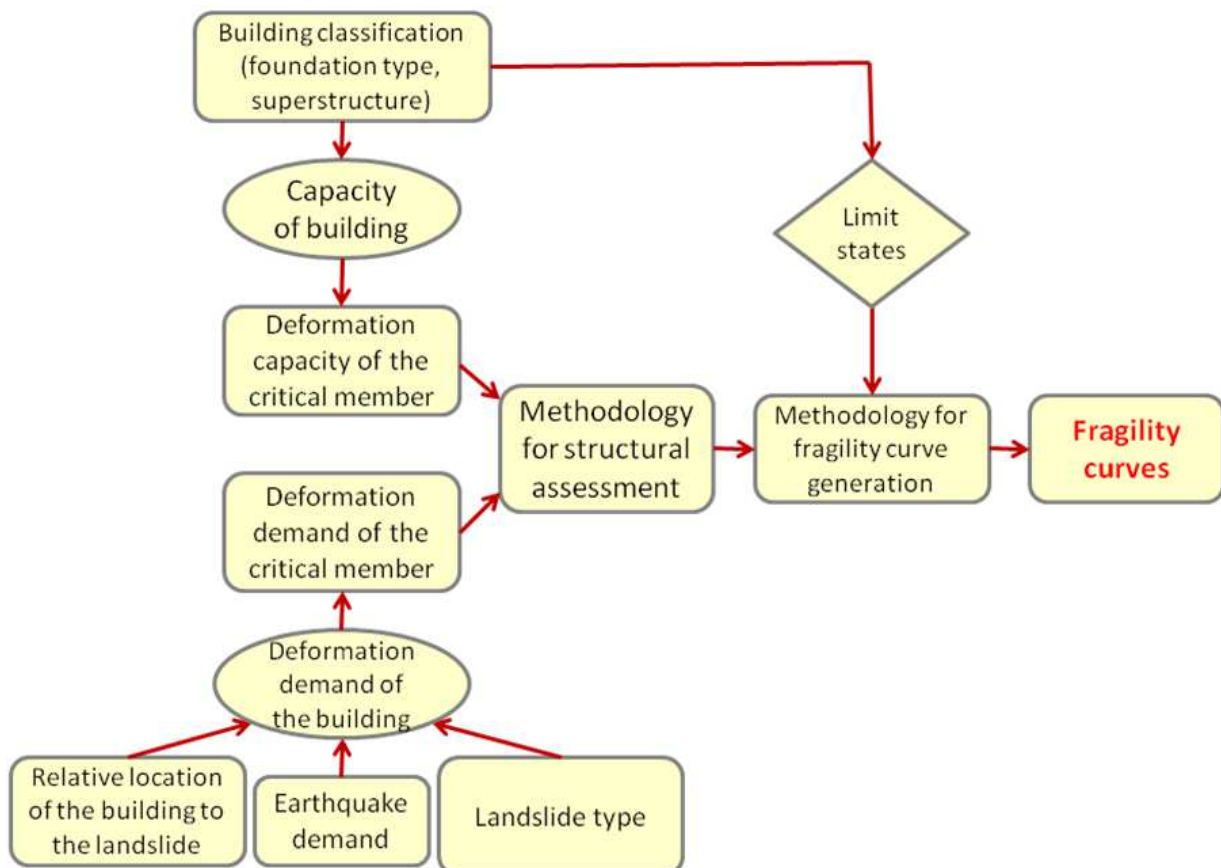 Building classification
(foundation type,
superstructure)
Capacity
of building
Limit
states
Deformation
capacity of the
critical member
Methodology
for structural
assessment
Methodology for
fragility curve
generation
Fragility
curves
Deformation
demand of the
critical member
Deformation
demand of
the building
Relative location
of the building to
the landslide
Earthquake
demand
Landslide type